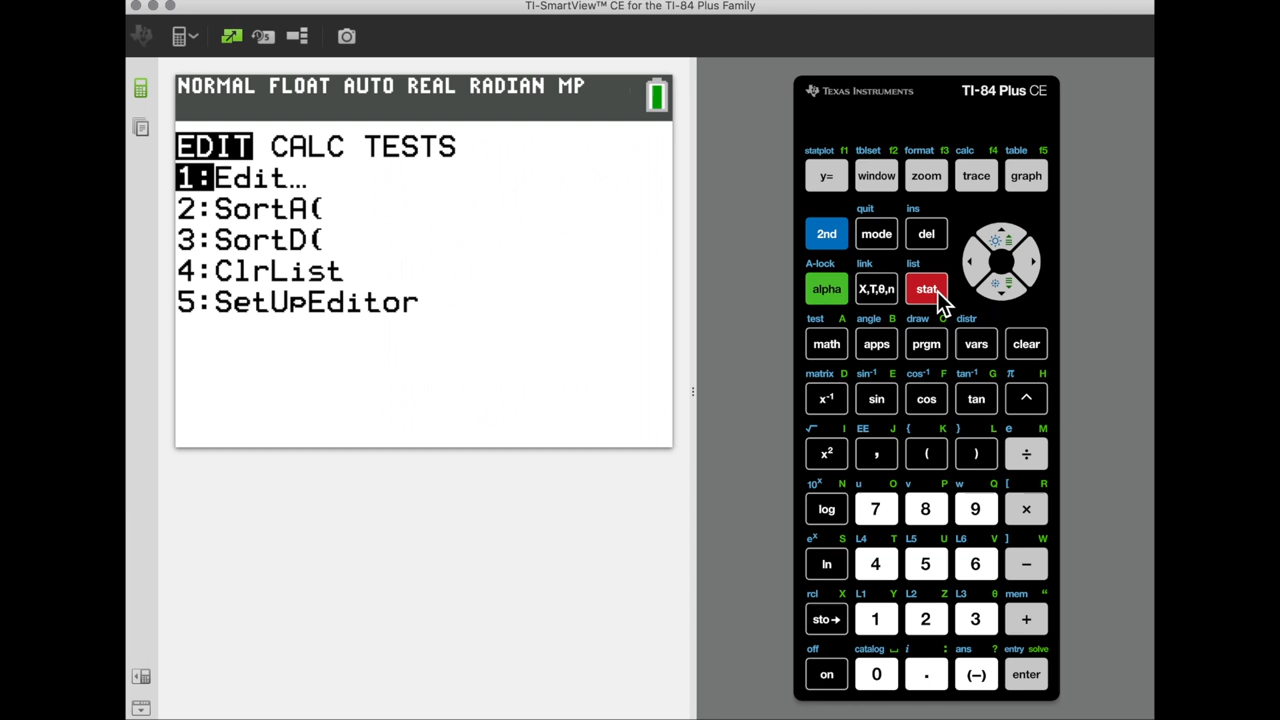 TI-SmartView™ CE for the TI-84 Plus Family
NORMAL FLOAT AUTO REAL RADIAN MP
EDIT CALC TESTS
1:Edit…
2:SortA(
3:SortD(
4:ClrList
5:SetUpEditor
TEXAS INSTRUMENTS TI-84 Plus CE
statplot f1 tblset f2 format f3 calc f4 table f5
y= window zoom trace graph
quit ins
2nd mode del
A-lock link list
alpha X,T,θ,n stat
test A angle B draw C distr
math apps prgm vars clear
matrix D sin⁻¹ E cos⁻¹ F tan⁻¹ G π H
x⁻¹ sin cos tan ^
√ I EE J { K } L e M
x² , ( ) ÷
10ˣ N u O v P w Q [ R
log 7 8 9 ×
eˣ S L4 T L5 U L6 V ] W
ln 4 5 6 −
rcl X L1 Y L2 Z L3 θ mem “
sto→ 1 2 3 +
off catalog ␣ i : ans ? entry solve
on 0 . (−) enter